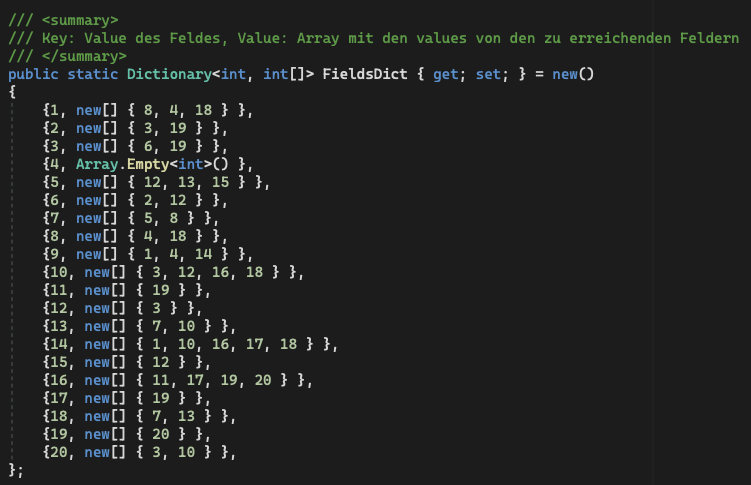 /// <summary>
/// Key: Value des Feldes, Value: Array mit den values von den zu erreichenden Feldern
/// </summary>
public static Dictionary<int, int[]> FieldsDict { get; set; } = new()
{
    {1, new[] { 8, 4, 18 } },
    {2, new[] { 3, 19 } },
    {3, new[] { 6, 19 } },
    {4, Array.Empty<int>() },
    {5, new[] { 12, 13, 15 } },
    {6, new[] { 2, 12 } },
    {7, new[] { 5, 8 } },
    {8, new[] { 4, 18 } },
    {9, new[] { 1, 4, 14 } },
    {10, new[] { 3, 12, 16, 18 } },
    {11, new[] { 19 } },
    {12, new[] { 3 } },
    {13, new[] { 7, 10 } },
    {14, new[] { 1, 10, 16, 17, 18 } },
    {15, new[] { 12 } },
    {16, new[] { 11, 17, 19, 20 } },
    {17, new[] { 19 } },
    {18, new[] { 7, 13 } },
    {19, new[] { 20 } },
    {20, new[] { 3, 10 } },
};